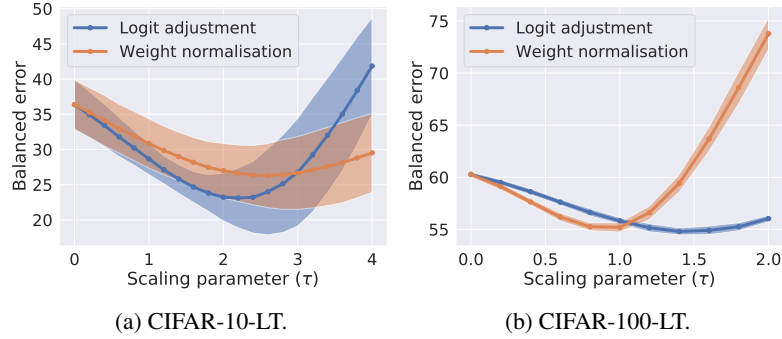 50
45
40
35
30
25
20
Balanced error
Logit adjustment
Weight normalisation
0 1 2 3 4
Scaling parameter (τ)
(a) CIFAR-10-LT.
75
70
65
60
55
Balanced error
Logit adjustment
Weight normalisation
0.0 0.5 1.0 1.5 2.0
Scaling parameter (τ)
(b) CIFAR-100-LT.